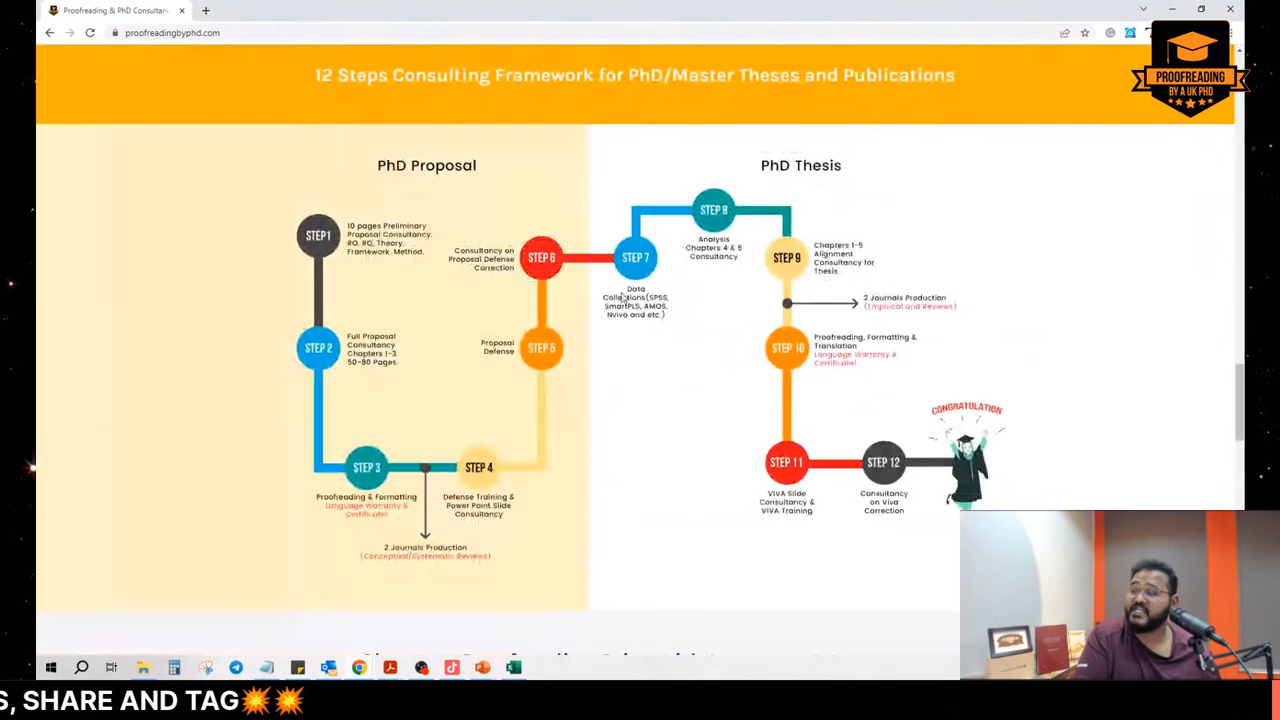 Proofreading & PhD Consultanc
proofreadingbyphd.com
PROOFREADING
BY A UK PHD
12 Steps Consulting Framework for PhD/Master Theses and Publications
PhD Proposal
PhD Thesis
STEP 1
10 pages Preliminary
Proposal Consultancy.
RO, RQ, Theory,
Framework, Method.
STEP 2
Full Proposal
Consultancy
Chapters 1-3
50-80 Pages
STEP 3
Proofreading & Formatting
Language Warranty &
Certificate!
2 Journals Production
(Conceptual/Systematic Reviews)
STEP 4
Defense Training &
Power Point Slide
Consultancy
STEP 5
Proposal
Defense
STEP 6
Consultancy on
Proposal Defense
Correction
STEP 7
Data
Collections(SPSS,
SmartPLS, AMOS,
Nvivo and etc.)
STEP 8
Analysis
Chapters 4 & 5
Consultancy
STEP 9
Chapters 1-5
Alignment
Consultancy for
Thesis
2 Journals Production
(Empirical and Reviews)
STEP 10
Proofreading, Formatting &
Translation
Language Warranty &
Certificate!
STEP 11
VIVA Slide
Consultancy &
VIVA Training
STEP 12
Consultancy
on Viva
Correction
CONGRATULATION
S, SHARE AND TAG💥💥